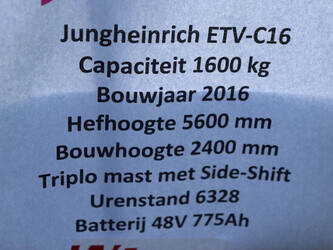 Jungheinrich ETV-C16
Capaciteit 1600 kg
Bouwjaar 2016
Hefhoogte 5600 mm
Bouwhoogte 2400 mm
Triplo mast met Side-Shift
Urenstand 6328
Batterij 48V 775Ah